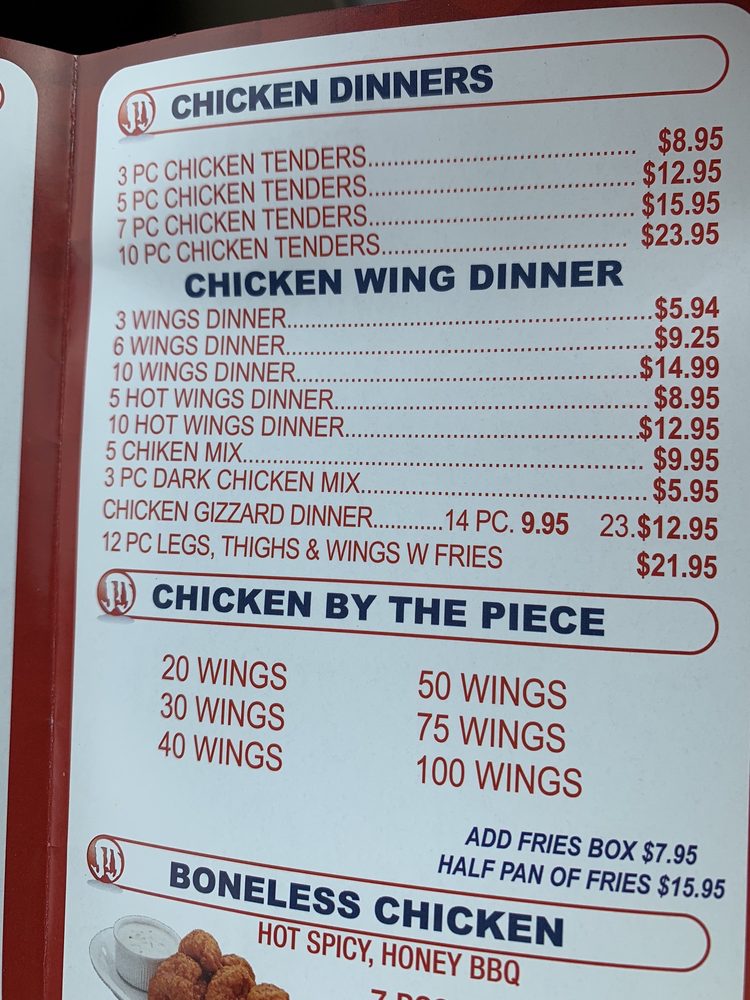 CHICKEN DINNERS
3 PC CHICKEN TENDERS.......... $8.95
5 PC CHICKEN TENDERS.......... $12.95
7 PC CHICKEN TENDERS.......... $15.95
10 PC CHICKEN TENDERS.......... $23.95
CHICKEN WING DINNER
3 WINGS DINNER..........$5.94
6 WINGS DINNER..........$9.25
10 WINGS DINNER..........$14.99
5 HOT WINGS DINNER.......... $8.95
10 HOT WINGS DINNER..........$12.95
5 CHIKEN MIX.......... $9.95
3 PC DARK CHICKEN MIX.......... $5.95
CHICKEN GIZZARD DINNER...........14 PC. 9.95 23.$12.95
12 PC LEGS, THIGHS & WINGS W FRIES $21.95
CHICKEN BY THE PIECE
20 WINGS 50 WINGS
30 WINGS 75 WINGS
40 WINGS 100 WINGS
ADD FRIES BOX $7.95
HALF PAN OF FRIES $15.95
BONELESS CHICKEN
HOT SPICY, HONEY BBQ